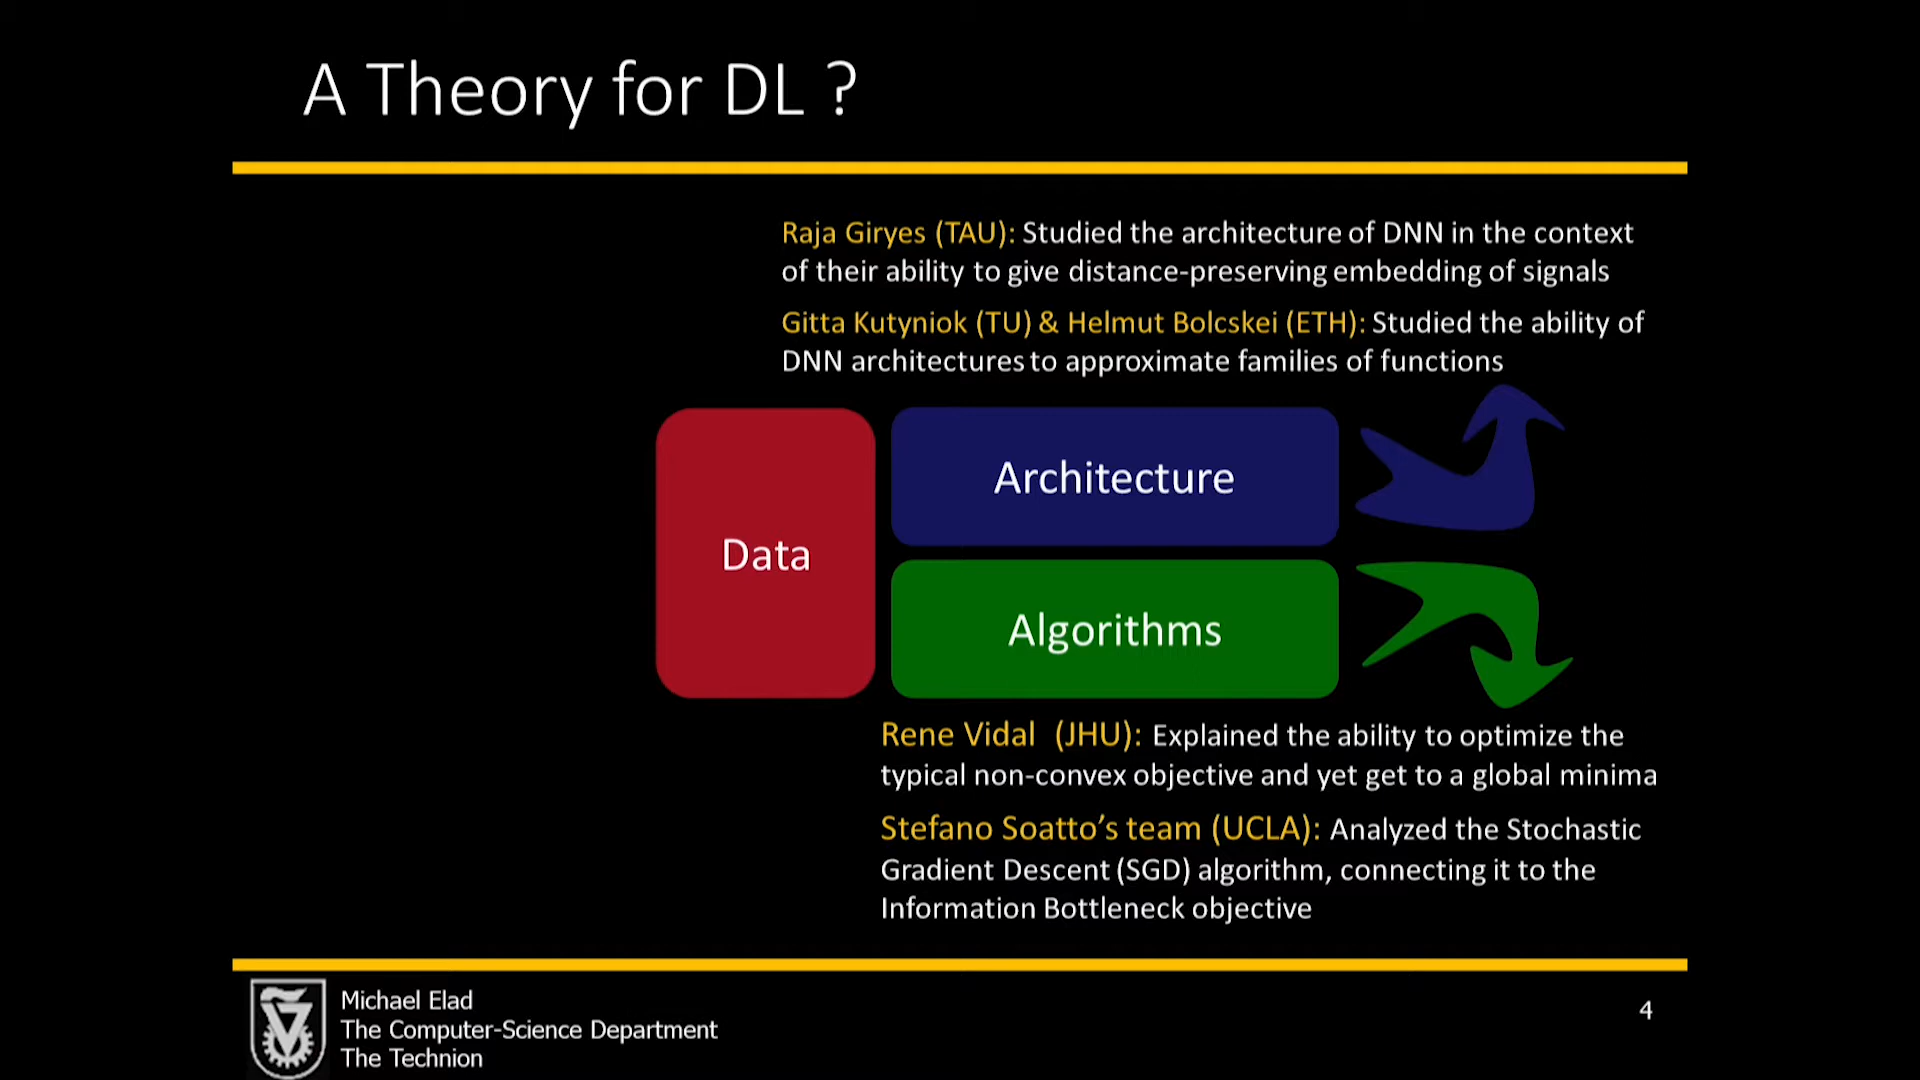 A Theory for DL ?
Raja Giryes (TAU): Studied the architecture of DNN in the context
of their ability to give distance-preserving embedding of signals
Gitta Kutyniok (TU) & Helmut Bolcskei (ETH): Studied the ability of
DNN architectures to approximate families of functions
Data
Architecture
Algorithms
Rene Vidal (JHU): Explained the ability to optimize the
typical non-convex objective and yet get to a global minima
Stefano Soatto’s team (UCLA): Analyzed the Stochastic
Gradient Descent (SGD) algorithm, connecting it to the
Information Bottleneck objective
Michael Elad
The Computer-Science Department
The Technion
4